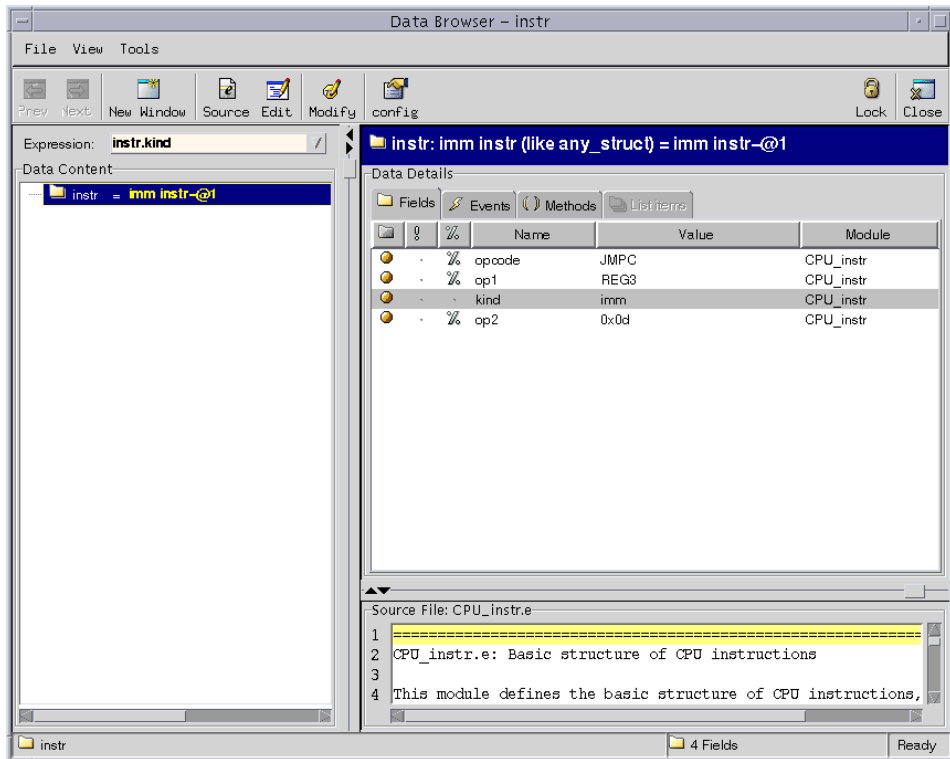 Data Browser – instr
File View Tools
Prev Next New Window Source Edit Modify config Lock Close
Expression: instr.kind
Data Content
instr = imm instr-@1
instr: imm instr (like any_struct) = imm instr-@1
Data Details
Fields Events Methods List items
Name Value Module
opcode JMPC CPU_instr
op1 REG3 CPU_instr
kind imm CPU_instr
op2 0x0d CPU_instr
Source File: CPU_instr.e
1 ============================================================
2 CPU_instr.e: Basic structure of CPU instructions
3
4 This module defines the basic structure of CPU instructions,
instr 4 Fields Ready